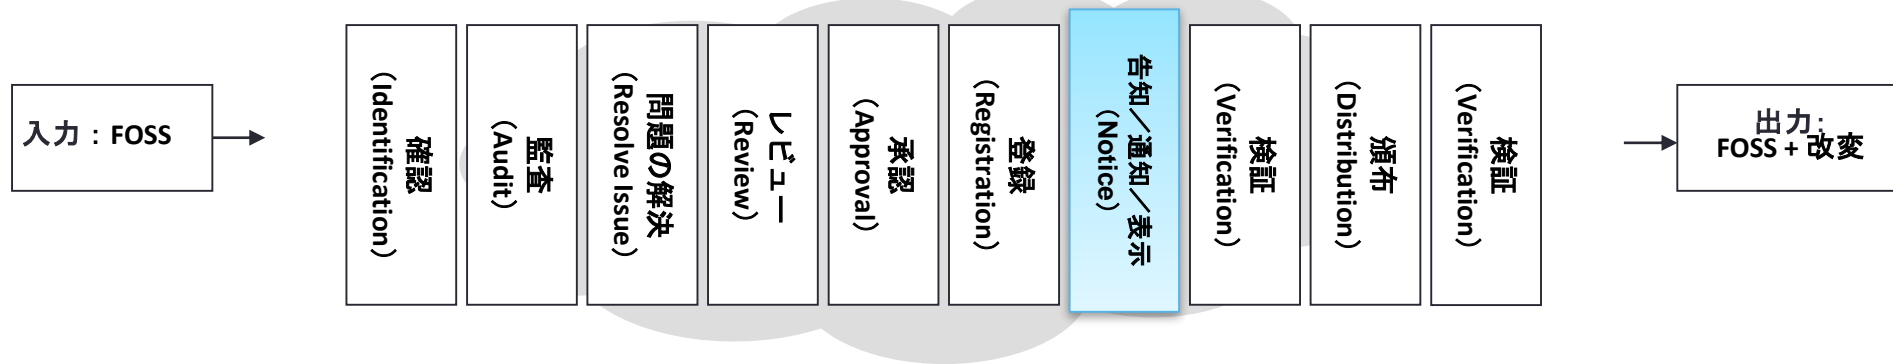 入力：FOSS
確認
（Identification）
監査
（Audit）
問題の解決
（Resolve Issue）
レビュー
（Review）
承認
（Approval）
登録
（Registration）
告知／通知／表示
（Notice）
検証
（Verification）
頒布
（Distribution）
検証
（Verification）
出力：
FOSS + 改変